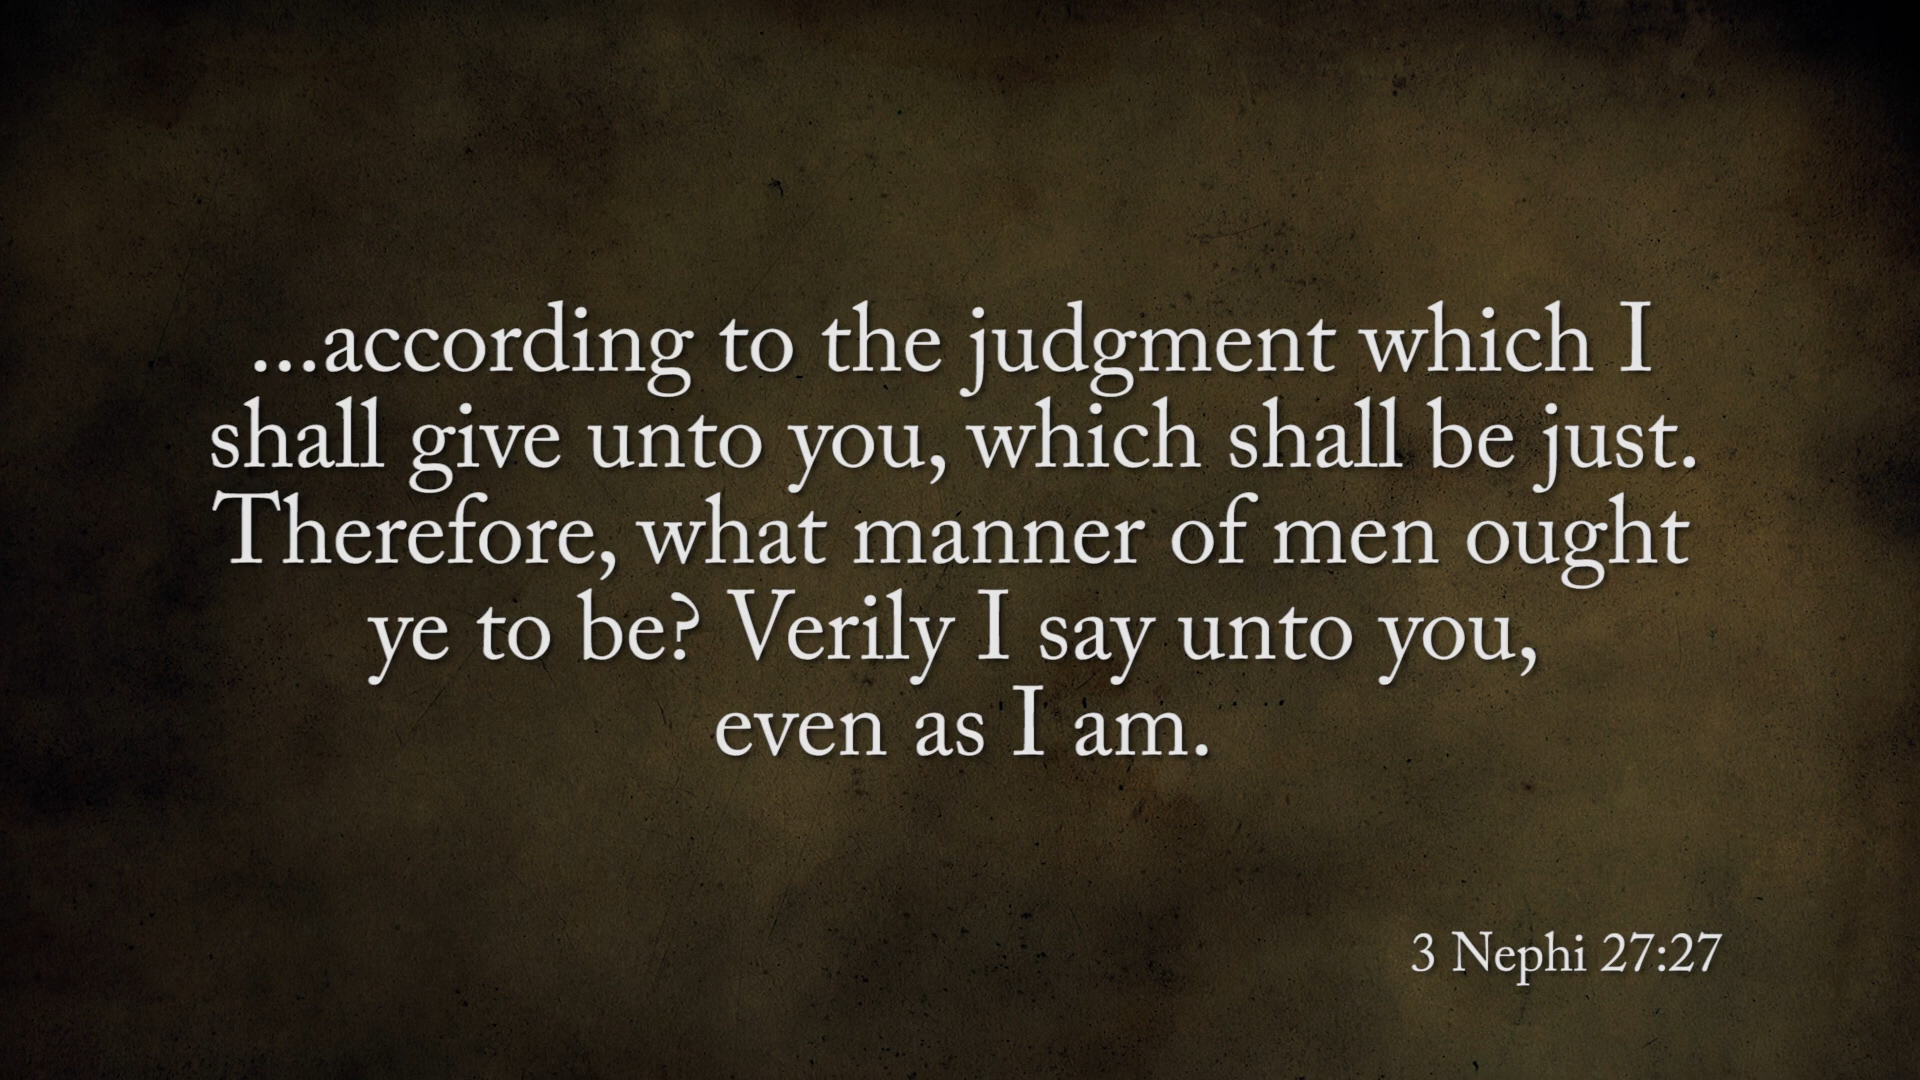 ...according to the judgment which I
shall give unto you, which shall be just.
Therefore, what manner of men ought
ye to be? Verily I say unto you,
even as I am.
3 Nephi 27:27